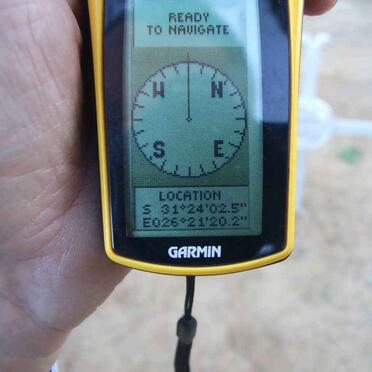 READY
TO NAVIGATE
W N
S E
LOCATION
S 31°24'02.5"
E026°21'20.2"
GARMIN